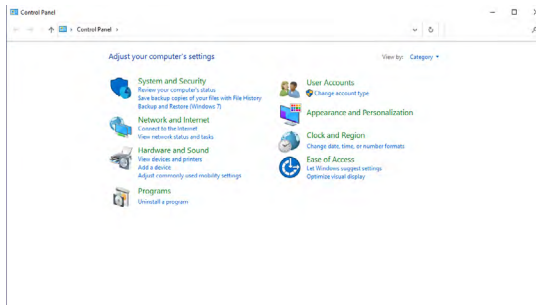 Control Panel
Control Panel
Adjust your computer's settings
View by: Category
System and Security
Review your computer's status
Save backup copies of your files with File History
Backup and Restore (Windows 7)
Network and Internet
Connect to the Internet
View network status and tasks
Hardware and Sound
View devices and printers
Add a device
Adjust commonly used mobility settings
Programs
Uninstall a program
User Accounts
Change account type
Appearance and Personalization
Clock and Region
Change date, time, or number formats
Ease of Access
Let Windows suggest settings
Optimize visual display